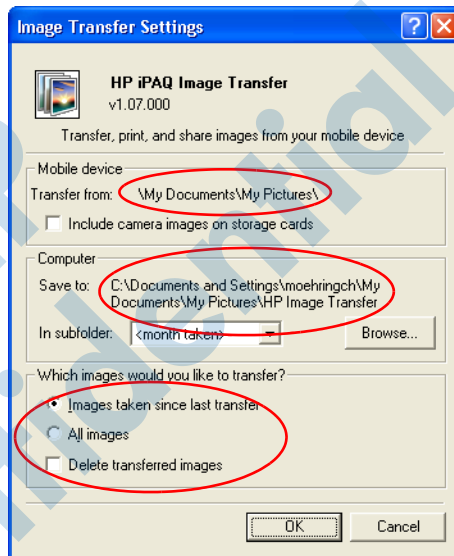 Image Transfer Settings
HP iPAQ Image Transfer
v1.07.000
Transfer, print, and share images from your mobile device
Mobile device
Transfer from: \My Documents\My Pictures\
Include camera images on storage cards
Computer
Save to: C:\Documents and Settings\moehringch\My
Documents\My Pictures\HP Image Transfer
In subfolder: <month taken> Browse...
Which images would you like to transfer?
Images taken since last transfer
All images
Delete transferred images
OK Cancel